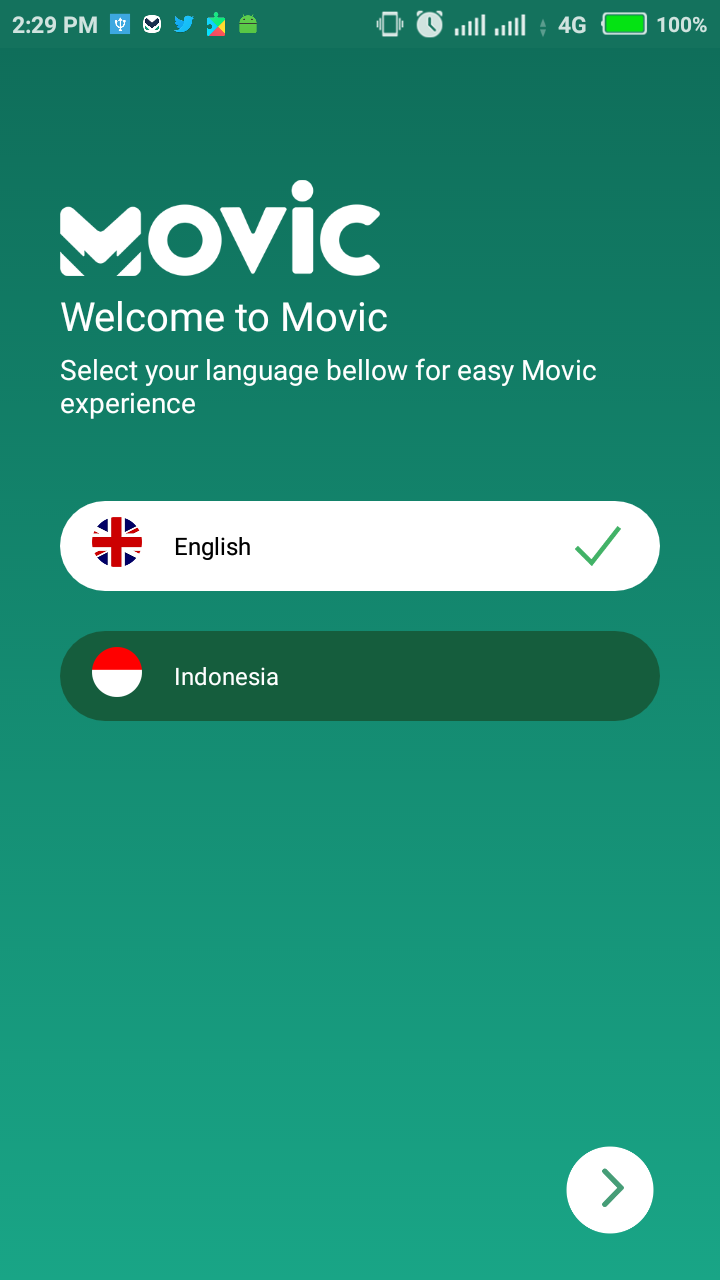 2:29 PM 4G 100%
MOViC
Welcome to Movic
Select your language bellow for easy Movic
experience
English
Indonesia